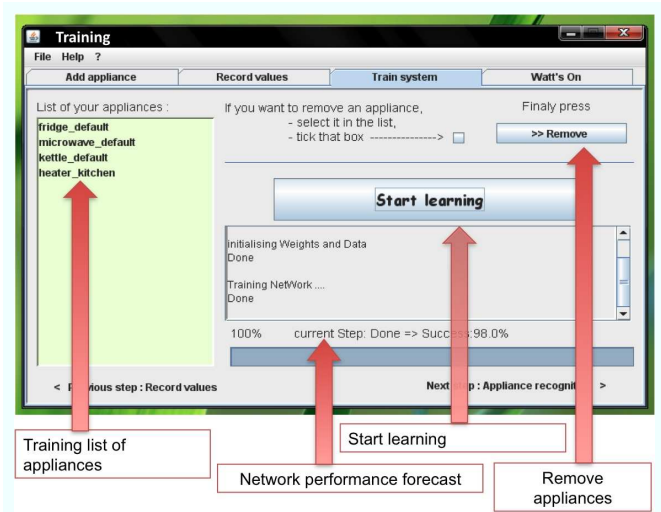 Training
File Help ?
Add appliance Record values Train system Watt's On
List of your appliances :
fridge_default
microwave_default
kettle_default
heater_kitchen
If you want to remove an appliance,
- select it in the list,
- tick that box --------------->
Finaly press
>> Remove
Start learning
initialising Weights and Data
Done
Training NetWork ....
Done
100% current Step: Done => Success:98.0%
< step : Record values
Next : Appliance >
Training list of
appliances
Start learning
Network performance forecast
Remove
appliances